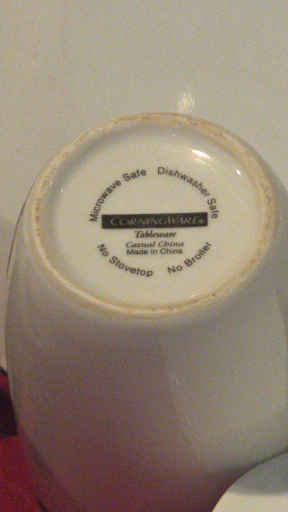 Microwave Safe Dishwasher Safe
CORNINGWARE®
Tableware
Casual China
Made in China
No Stovetop No Broiler